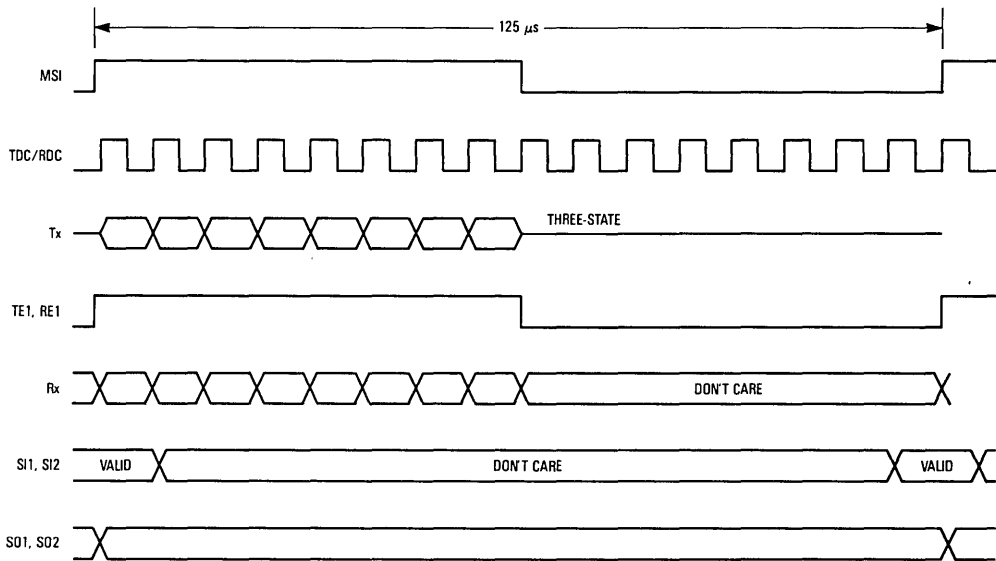 125 μs
MSI
TDC/RDC
Tx
THREE-STATE
TE1, RE1
Rx
DON'T CARE
SI1, SI2
VALID
DON'T CARE
VALID
SO1, SO2